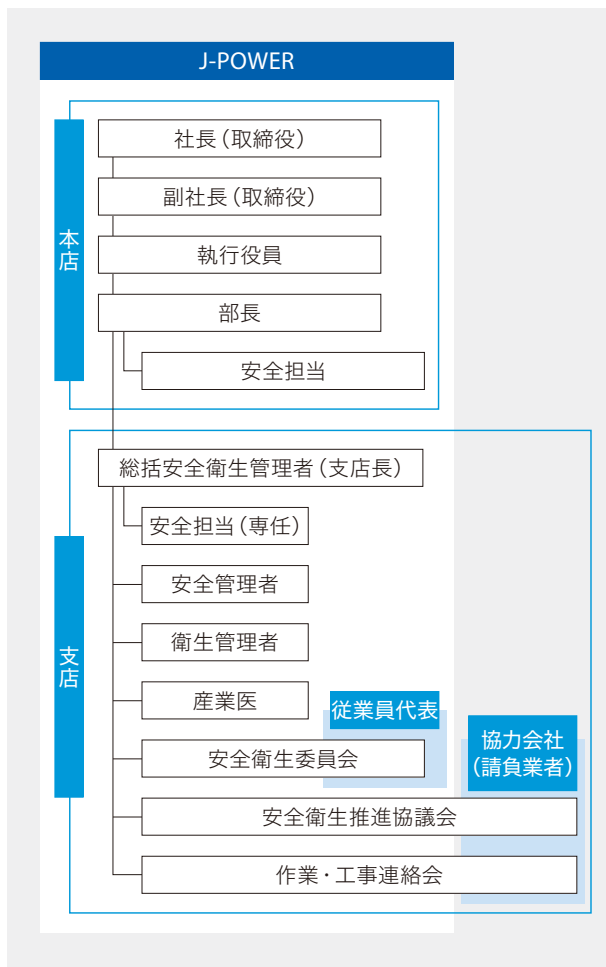 J-POWER
本店
社長（取締役）
副社長（取締役）
執行役員
部長
安全担当
支店
総括安全衛生管理者（支店長）
安全担当（専任）
安全管理者
衛生管理者
産業医
従業員代表
安全衛生委員会
協力会社
（請負業者）
安全衛生推進協議会
作業・工事連絡会